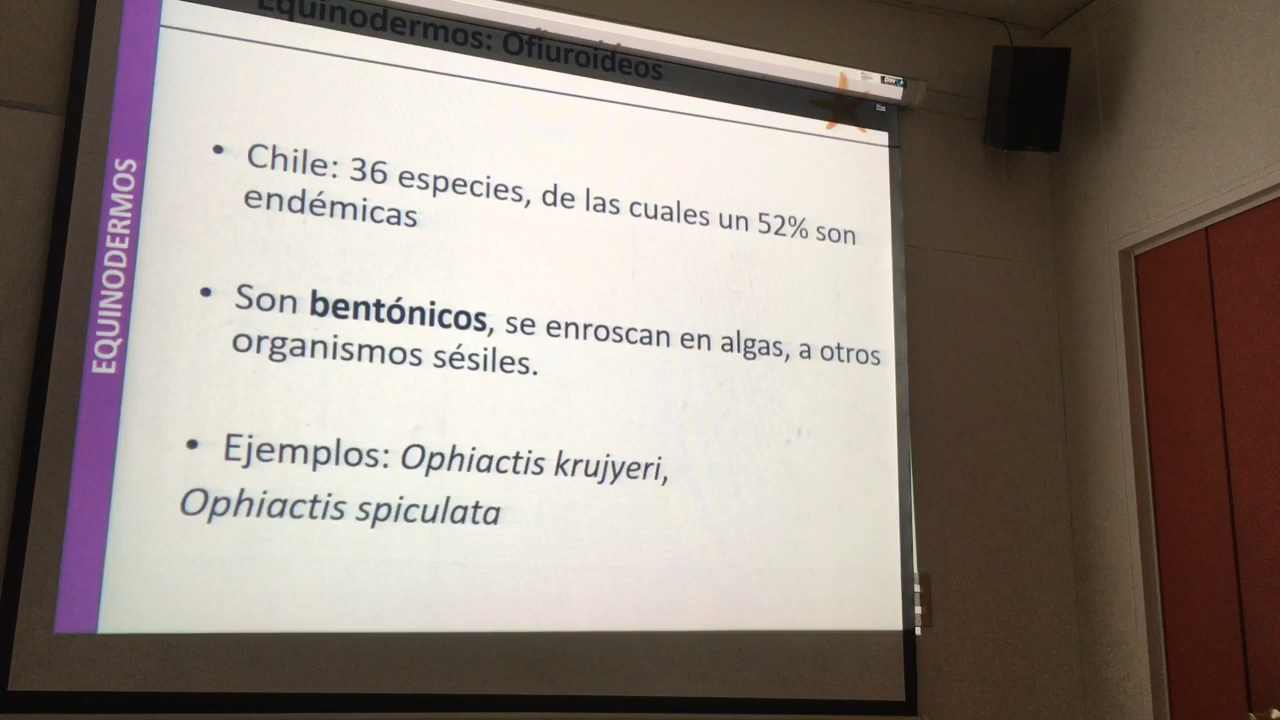 Equinodermos: Ofiuroideos
• Chile: 36 especies, de las cuales un 52% son
endémicas
• Son bentónicos, se enroscan en algas, a otros
organismos sésiles.
• Ejemplos: Ophiactis krujyeri,
Ophiactis spiculata
EQUINODERMOS